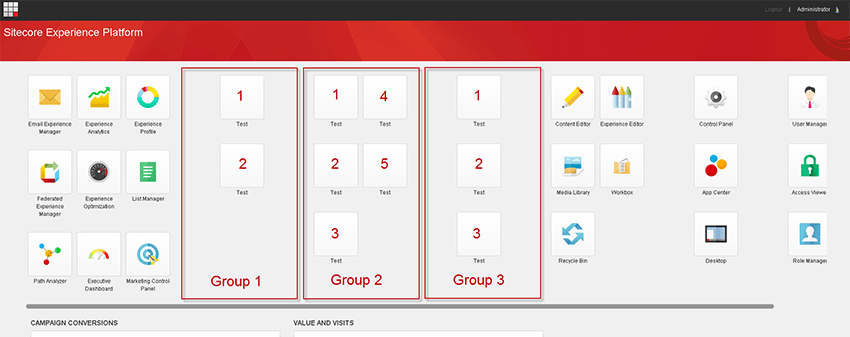 Logout | Administrator
Sitecore Experience Platform
Email Experience Manager
Experience Analytics
Experience Profile
Federated Experience Manager
Experience Optimization
List Manager
Path Analyzer
Executive Dashboard
Marketing Control Panel
1
Test
2
Test
Group 1
1
Test
4
Test
2
Test
5
Test
3
Test
Group 2
1
Test
2
Test
3
Test
Group 3
Content Editor
Experience Editor
Media Library
Workbox
Recycle Bin
Control Panel
App Center
Desktop
User Manager
Access Viewe
Role Manager
CAMPAIGN CONVERSIONS
VALUE AND VISITS